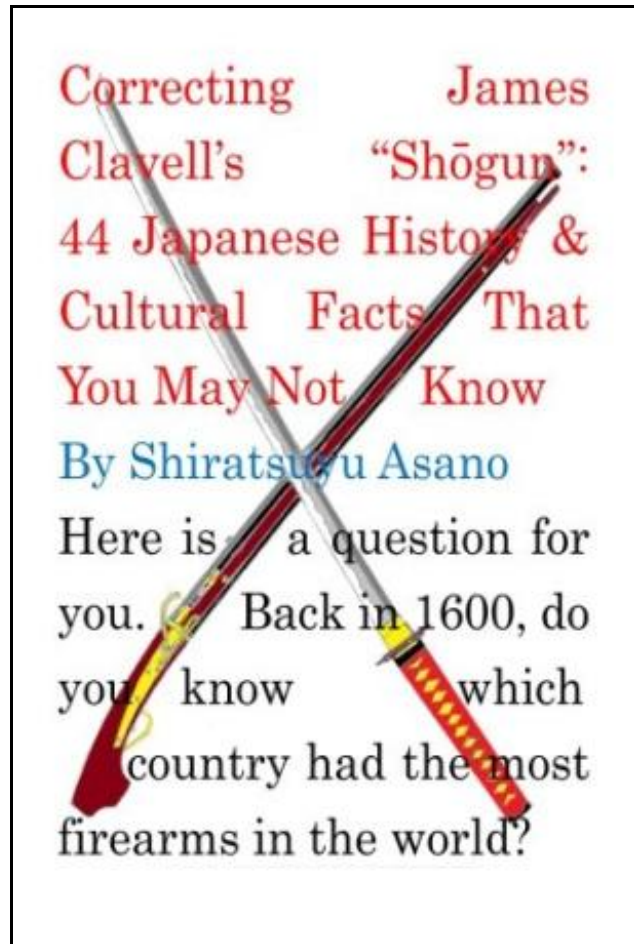 Correcting James
Clavell's "Shōgun":
44 Japanese History &
Cultural Facts That
You May Not Know
By Shiratsuyu Asano
Here is a question for
you. Back in 1600, do
you know which
country had the most
firearms in the world?